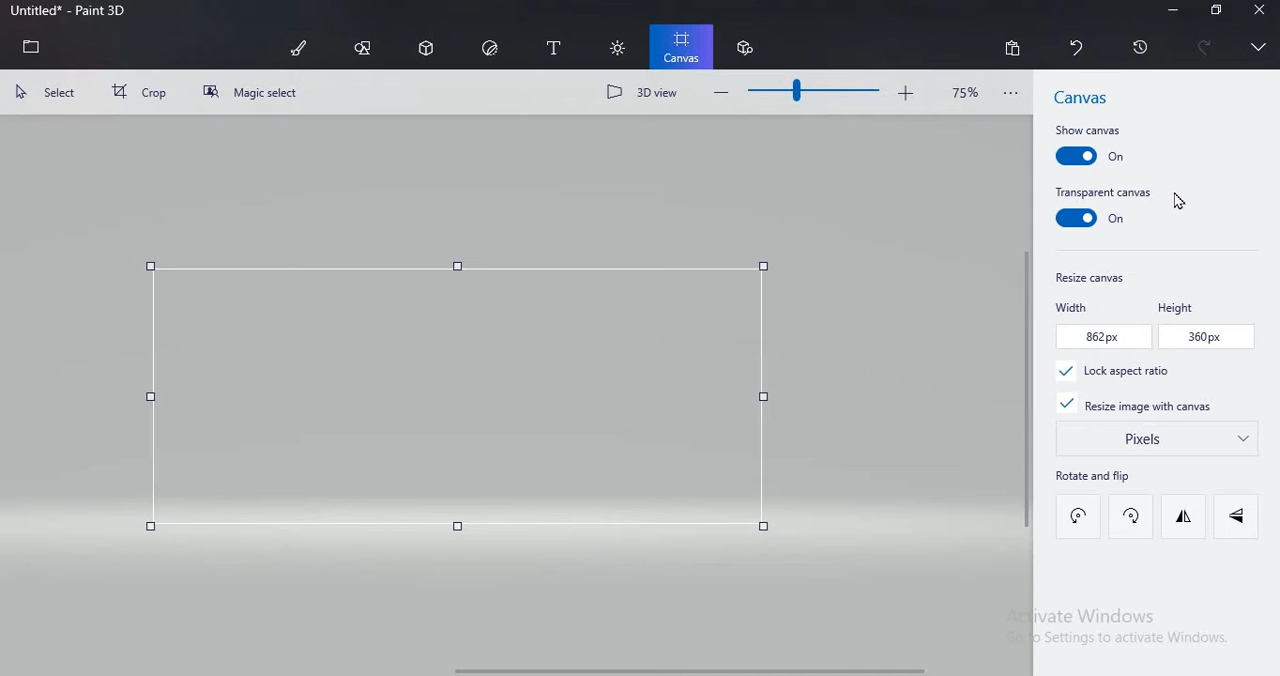 Untitled* - Paint 3D
Canvas
Select
Crop
Magic select
3D view
75%
Canvas
Show canvas
On
Transparent canvas
On
Resize canvas
Width
Height
862px
360px
Lock aspect ratio
Resize image with canvas
Pixels
Rotate and flip
Activate Windows
Go to Settings to activate Windows.